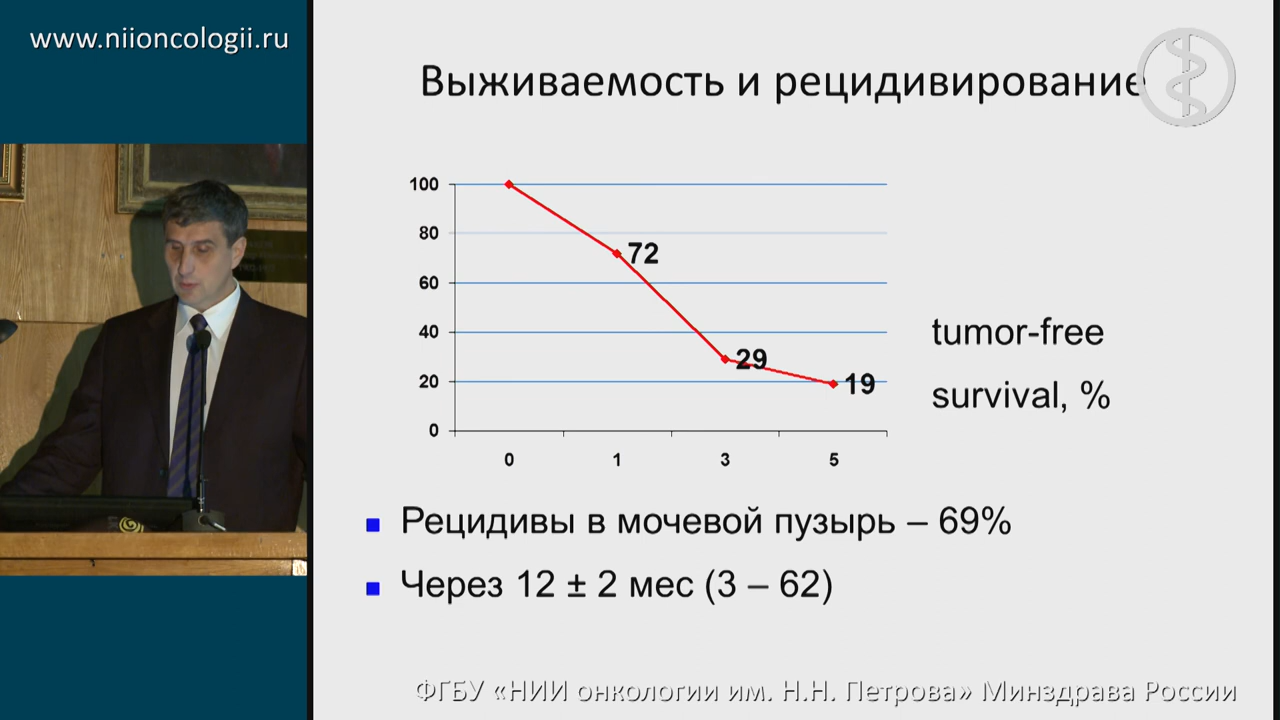 www.niioncologii.ru
Выживаемость и рецидивирование
100
80
60
40
20
0
72
29
19
0 1 3 5
tumor-free
survival, %
Рецидивы в мочевой пузырь – 69%
Через 12 ± 2 мес (3 – 62)
ФГБУ «НИИ онкологии им. Н.Н. Петрова» Минздрава России